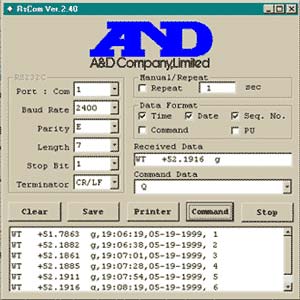 RsCom Ver.2.40
AND
A&D Company,Limited
RS232C
Port : Com 1
Baud Rate 2400
Parity E
Length 7
Stop Bit 1
Terminator CR/LF
Manual/Repeat
Repeat 1 sec
Data Format
Time Date Seq. No.
Command PU
Received Data
WT +52.1916 g
Command Data
Q
Clear Save Printer Command Stop
WT +51.7863 g,19:06:19,05-19-1999, 1
WT +52.1882 g,19:06:38,05-19-1999, 2
WT +52.1861 g,19:07:01,05-19-1999, 3
WT +52.1885 g,19:07:28,05-19-1999, 4
WT +52.1911 g,19:07:54,05-19-1999, 5
WT +52.1916 g,19:08:18,05-19-1999, 6